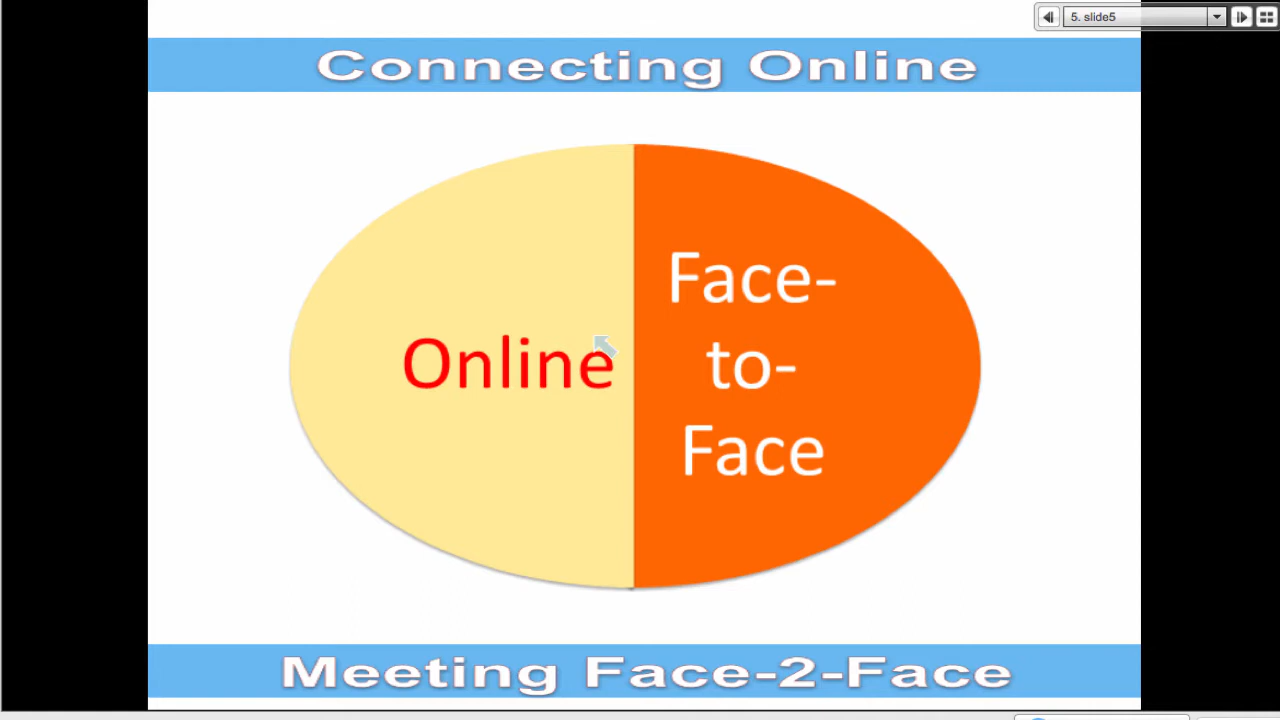 5. slide5
Connecting Online
Online
Face-
to-
Face
Meeting Face-2-Face